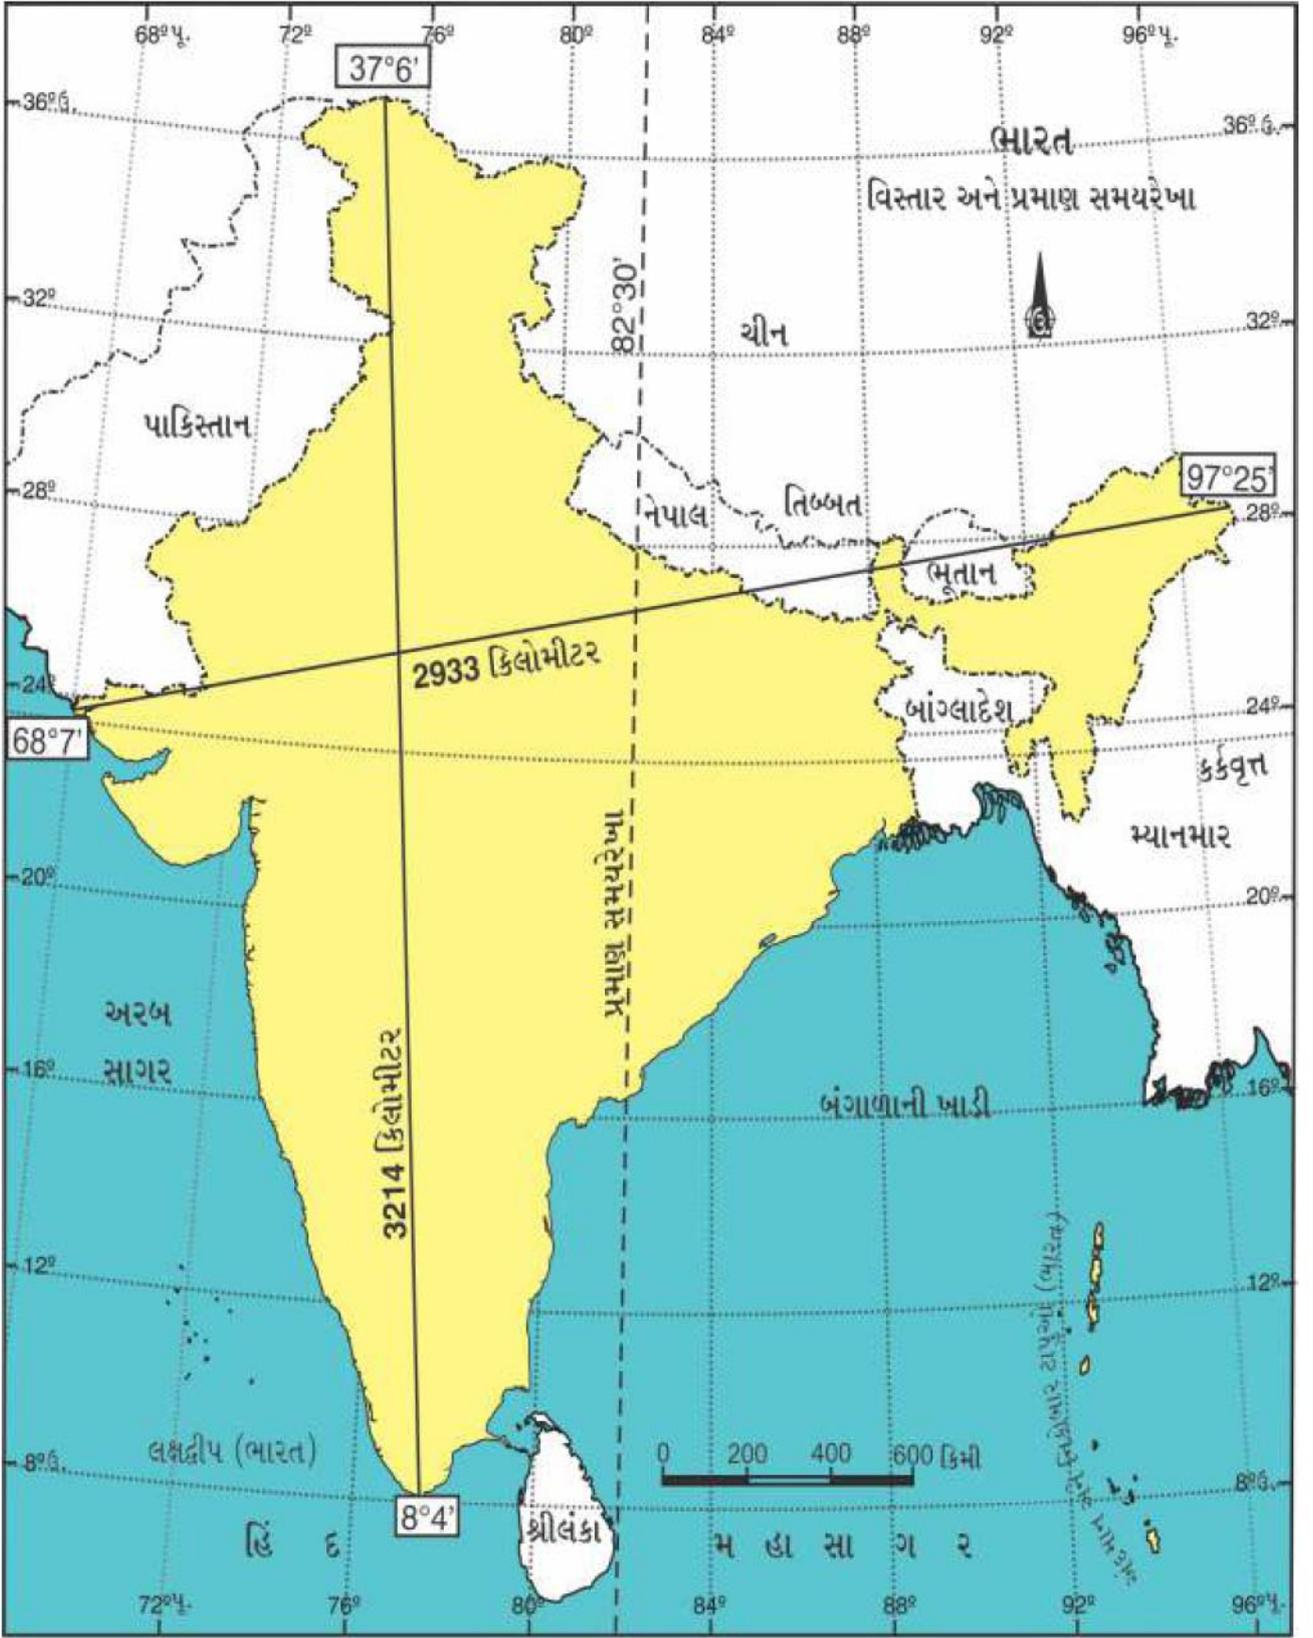 68º પૂ. 72º 76º 80º 84º 88º 92º 96º પૂ.
37°6'
36º ઉ. 36º ઉ.
ભારત
વિસ્તાર અને પ્રમાણ સમયરેખા
ઉ
82°30'
32º 32º
ચીન
પાકિસ્તાન
97°25'
28º 28º
નેપાલ
તિબ્બત
ભૂતાન
2933 કિલોમીટર
24º 24º
બાંગ્લાદેશ
68°7'
કર્કવૃત્ત
મ્યાનમાર
પ્રમાણ સમયરેખા
20º 20º
અરબ
સાગર
3214 કિલોમીટર
16º 16º
બંગાળાની ખાડી
12º 12º
અંદમાન અને નિકોબાર ટાપુઓ (ભારત)
લક્ષદ્વીપ (ભારત)
0 200 400 600 કિમી
8º ઉ. 8º ઉ.
8°4'
શ્રીલંકા
હિં દ મ હા સા ગ ર
72º પૂ. 76º 80º 84º 88º 92º 96º પૂ.